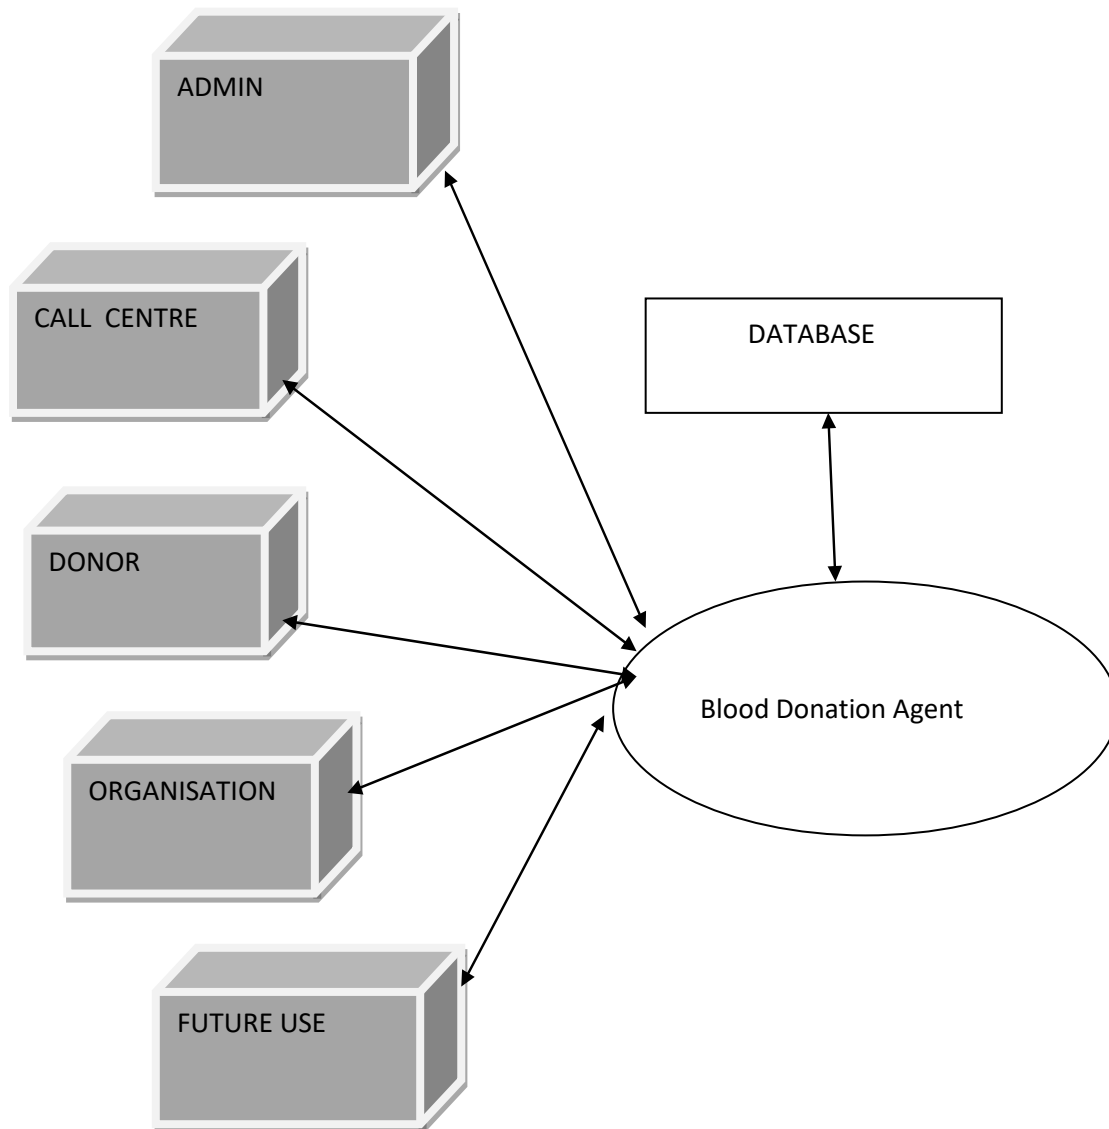 ADMIN
CALL  CENTRE
DATABASE
DONOR
Blood Donation Agent
ORGANISATION
FUTURE USE